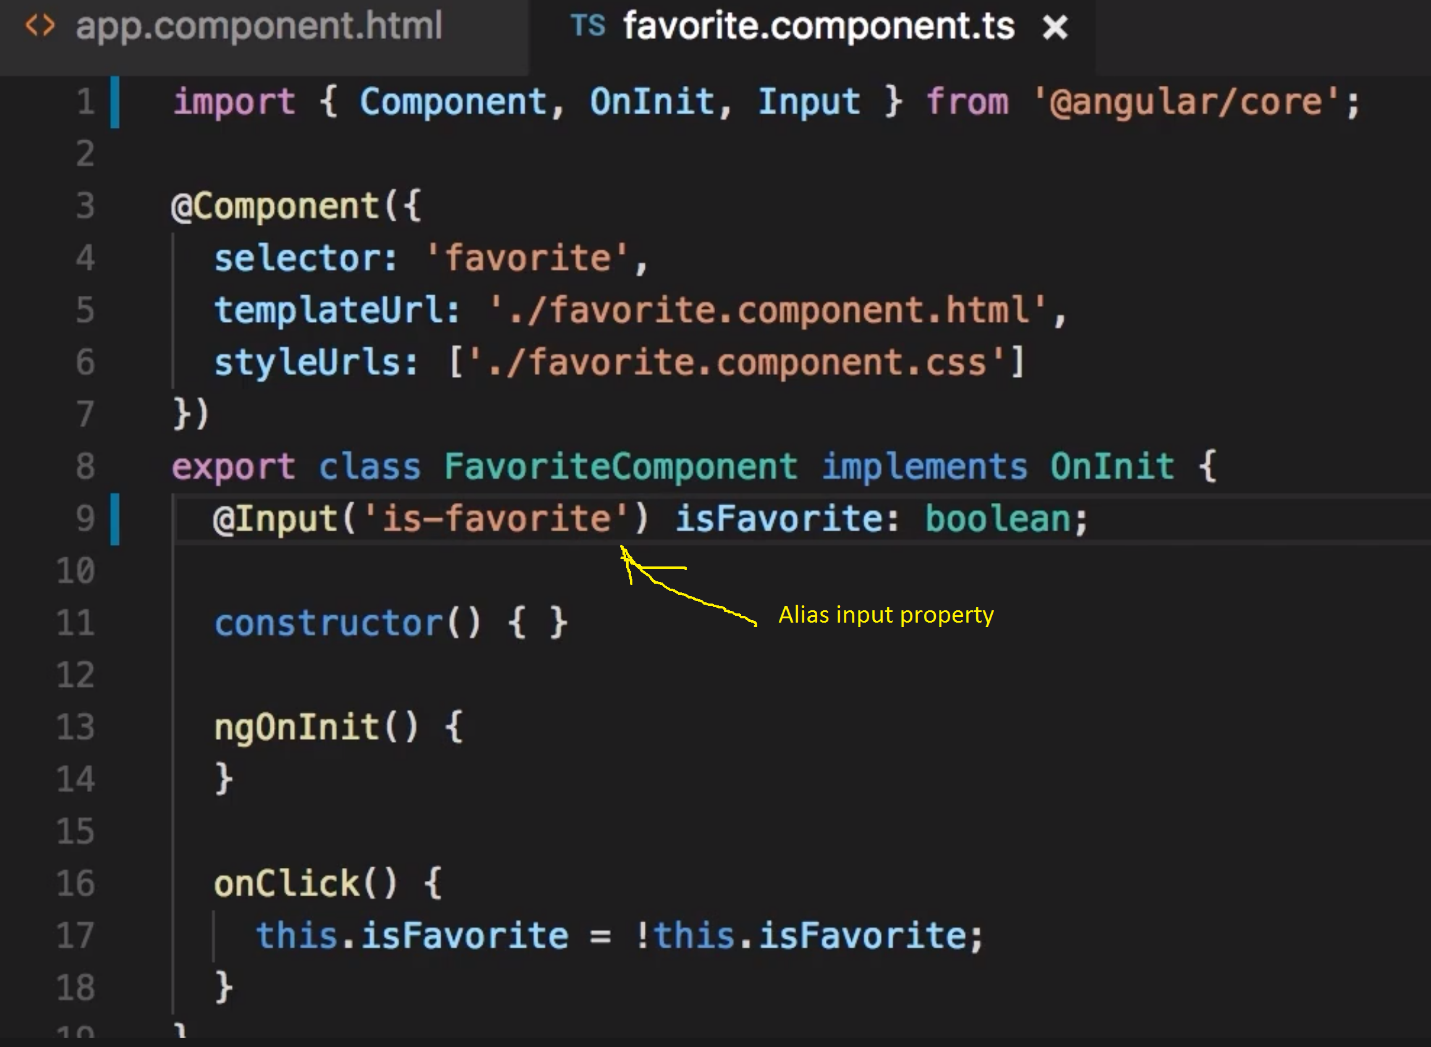 <> app.component.html TS favorite.component.ts ×
1 import { Component, OnInit, Input } from '@angular/core';
2
3 @Component({
4 selector: 'favorite',
5 templateUrl: './favorite.component.html',
6 styleUrls: ['./favorite.component.css']
7 })
8 export class FavoriteComponent implements OnInit {
9 @Input('is-favorite') isFavorite: boolean;
10
11 constructor() { }
Alias input property
12
13 ngOnInit() {
14 }
15
16 onClick() {
17 this.isFavorite = !this.isFavorite;
18 }
19 }